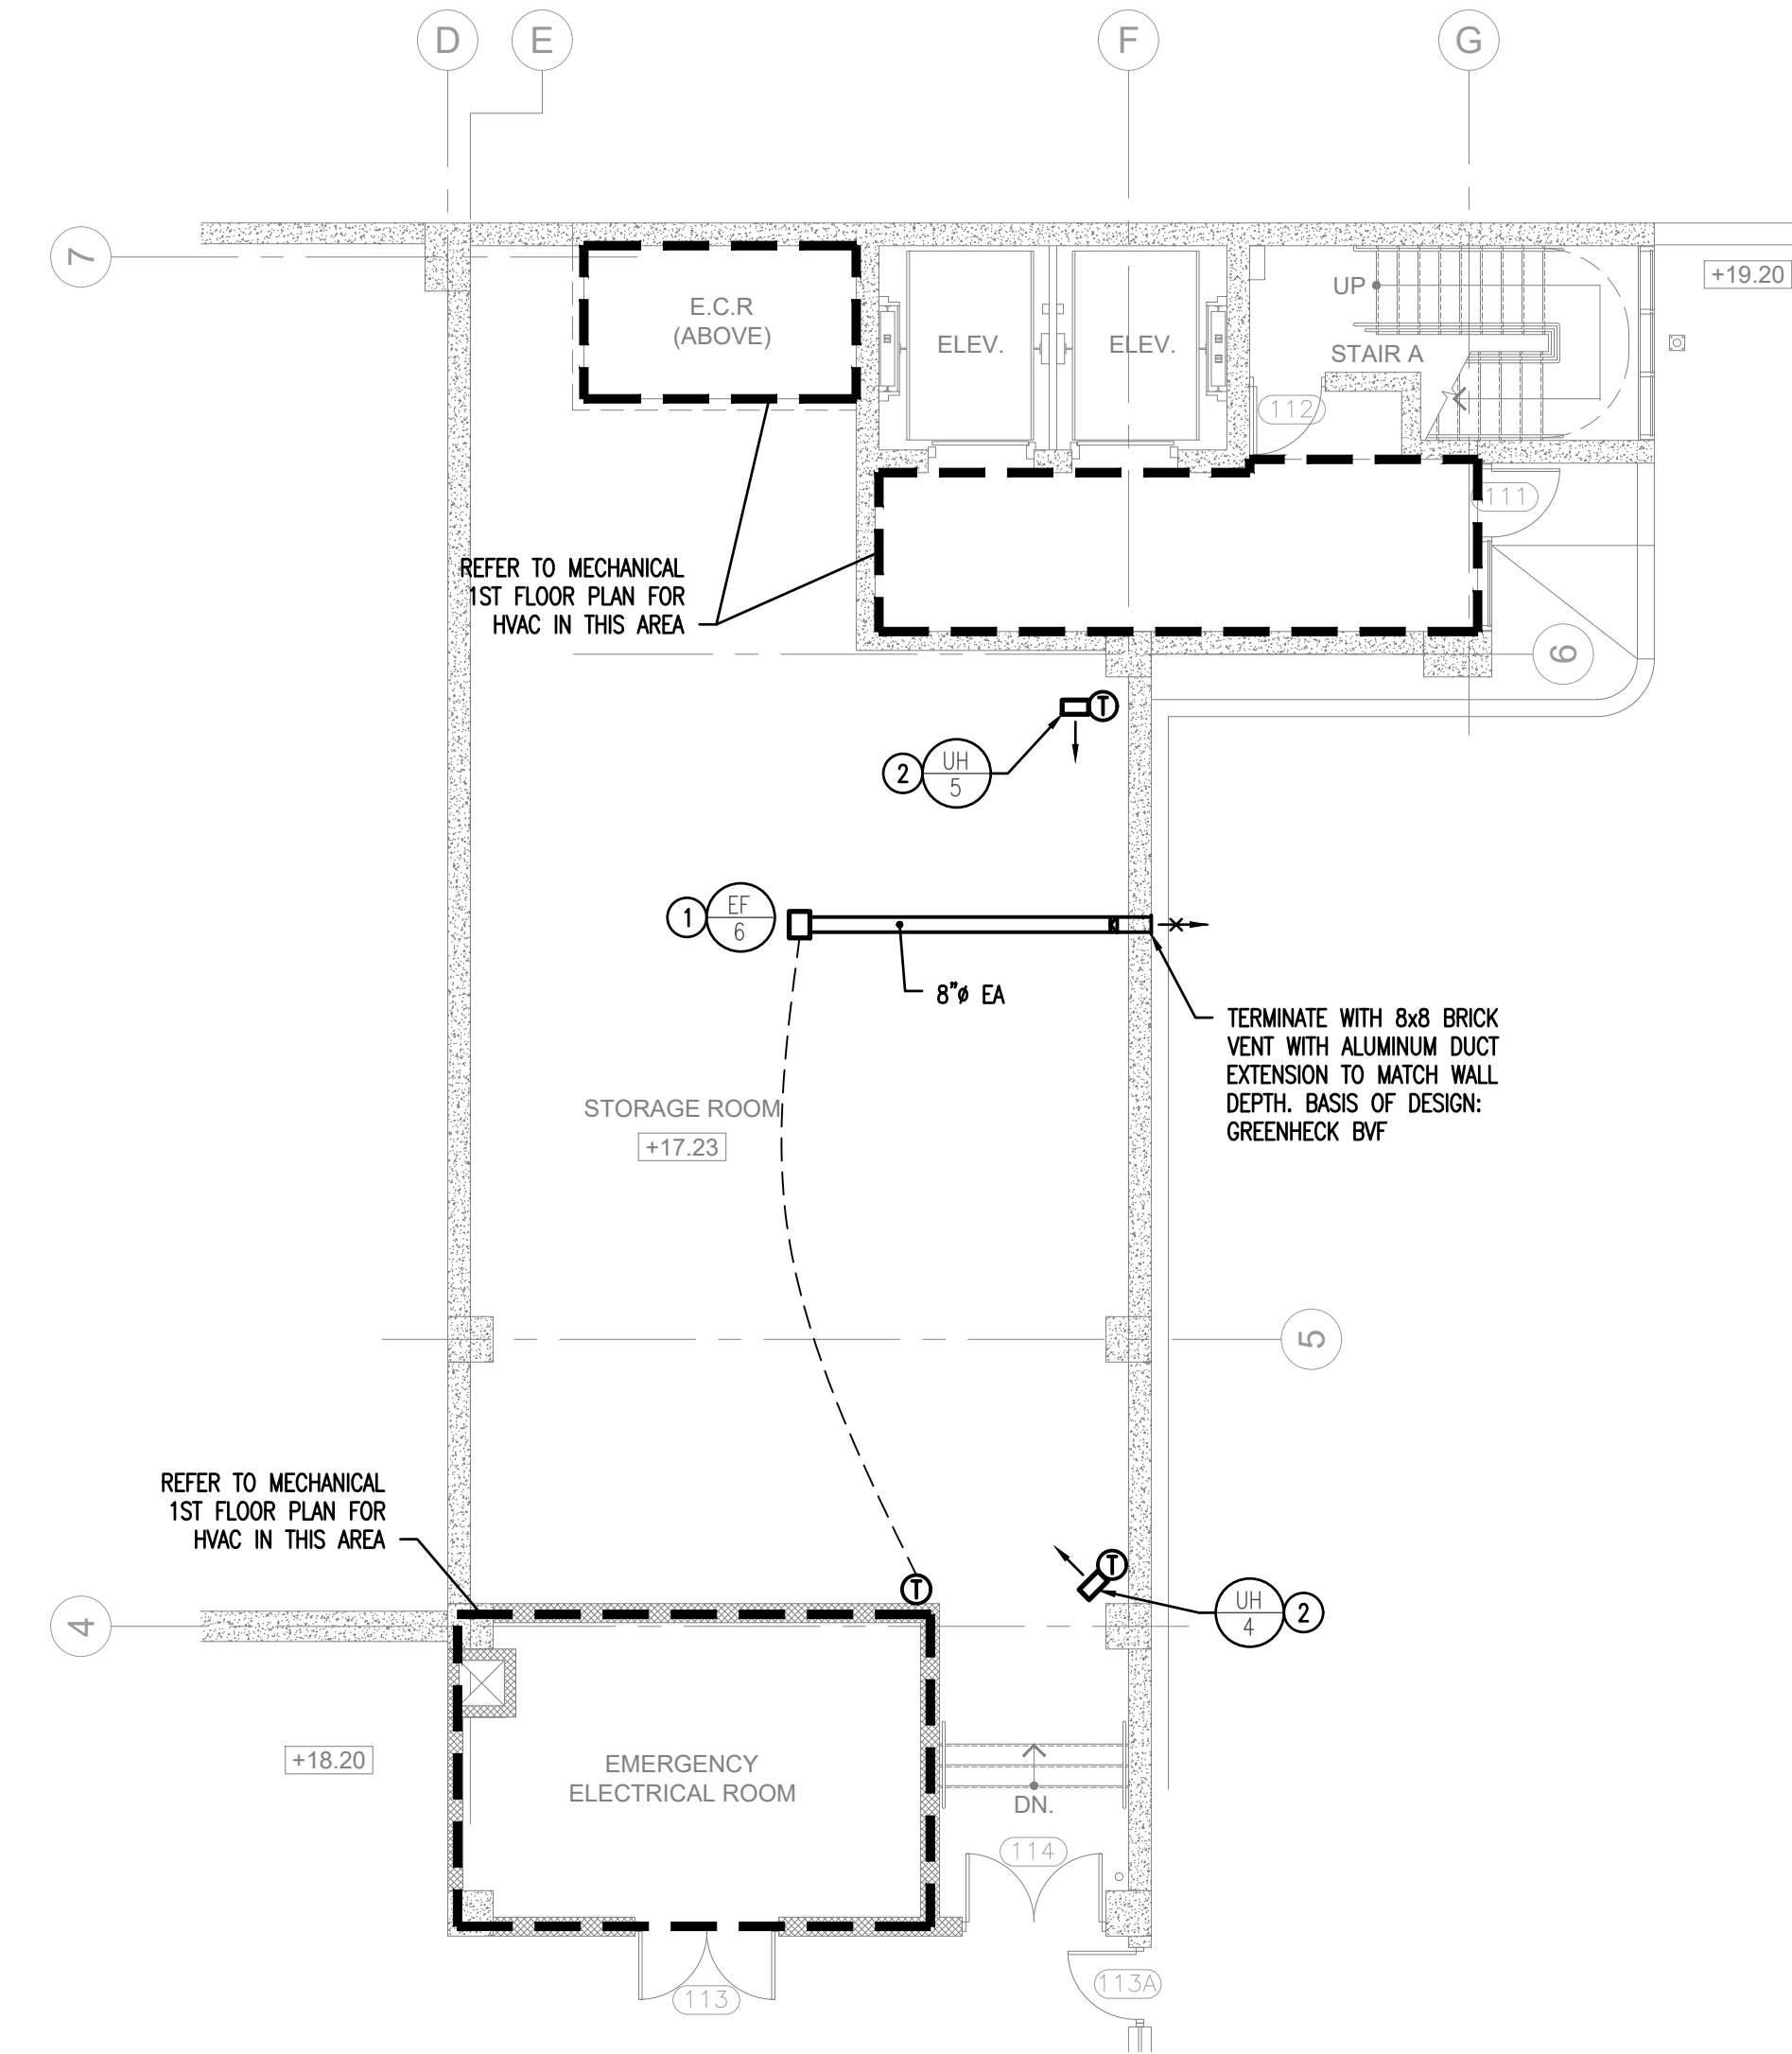 D
E
F
G
7
+19.20
E.C.R
(ABOVE)
ELEV.
ELEV.
UP
STAIR A
112
111
REFER TO MECHANICAL
1ST FLOOR PLAN FOR
HVAC IN THIS AREA
6
T
2
UH
5
1
EF
6
8"ø EA
TERMINATE WITH 8x8 BRICK
VENT WITH ALUMINUM DUCT
EXTENSION TO MATCH WALL
DEPTH. BASIS OF DESIGN:
GREENHECK BVF
STORAGE ROOM
+17.23
5
REFER TO MECHANICAL
1ST FLOOR PLAN FOR
HVAC IN THIS AREA
T
T
4
UH
4
2
+18.20
EMERGENCY
ELECTRICAL ROOM
DN.
114
113A
113